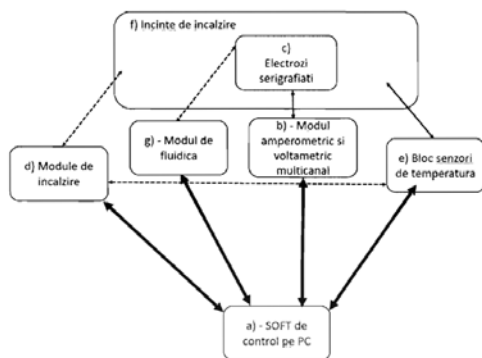 f) Incinte de incalzire
c)
Electrozi
serigrafiati
g) - Modul de
fluidica
b) - Modul
amperometric si
voltametric
multicanal
d) Module de
incalzire
e) Bloc senzori
de temperatura
a) - SOFT de
control pe PC